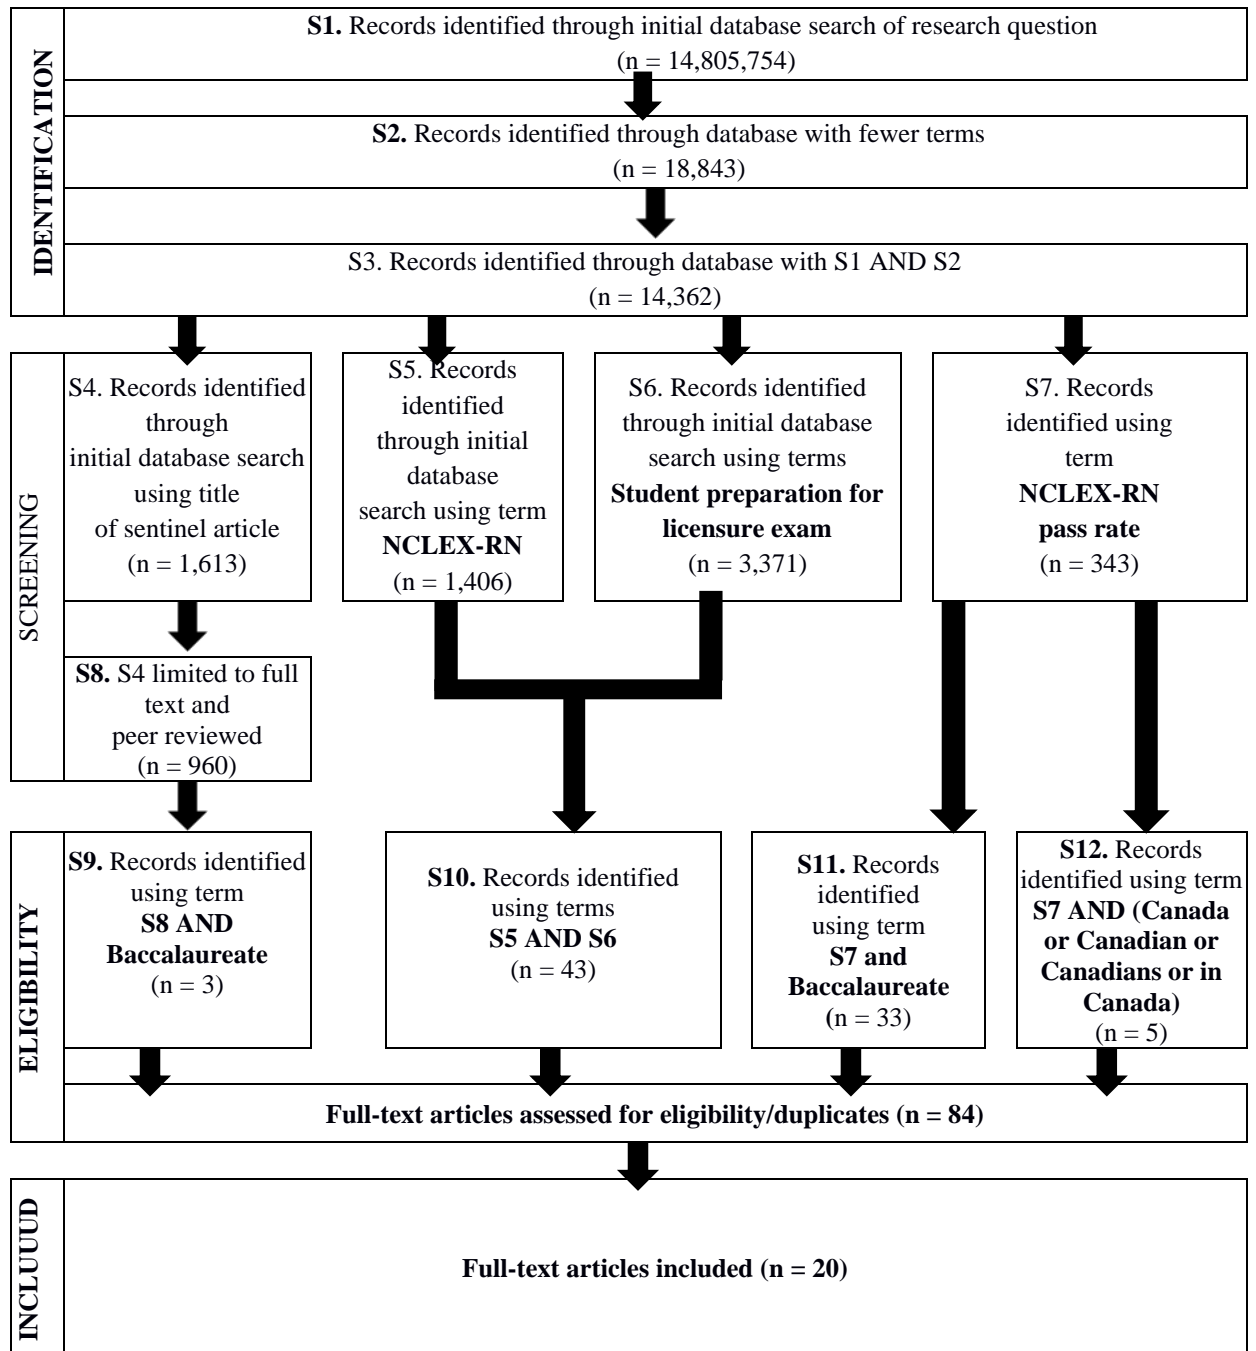 IDENTIFICATION
S1. Records identified through initial database search of research question
(n = 14,805,754)
S2. Records identified through database with fewer terms
(n = 18,843)
S3. Records identified through database with S1 AND S2
(n = 14,362)
SCREENING
S4. Records identified
through
initial database search
using title
of sentinel article
(n = 1,613)
S5. Records
identified
through initial
database
search using term
NCLEX-RN
(n = 1,406)
S6. Records identified
through initial database
search using terms
Student preparation for
licensure exam
(n = 3,371)
S7. Records
identified using
term
NCLEX-RN
pass rate
(n = 343)
S8. S4 limited to full
text and
peer reviewed
(n = 960)
ELIGIBILITY
S9. Records identified
using term
S8 AND
Baccalaureate
(n = 3)
S10. Records identified
using terms
S5 AND S6
(n = 43)
S11. Records
identified
using term
S7 and
Baccalaureate
(n = 33)
S12. Records
identified using term
S7 AND (Canada
or Canadian or
Canadians or in
Canada)
(n = 5)
Full-text articles assessed for eligibility/duplicates (n = 84)
INCLUUUD
Full-text articles included (n = 20)